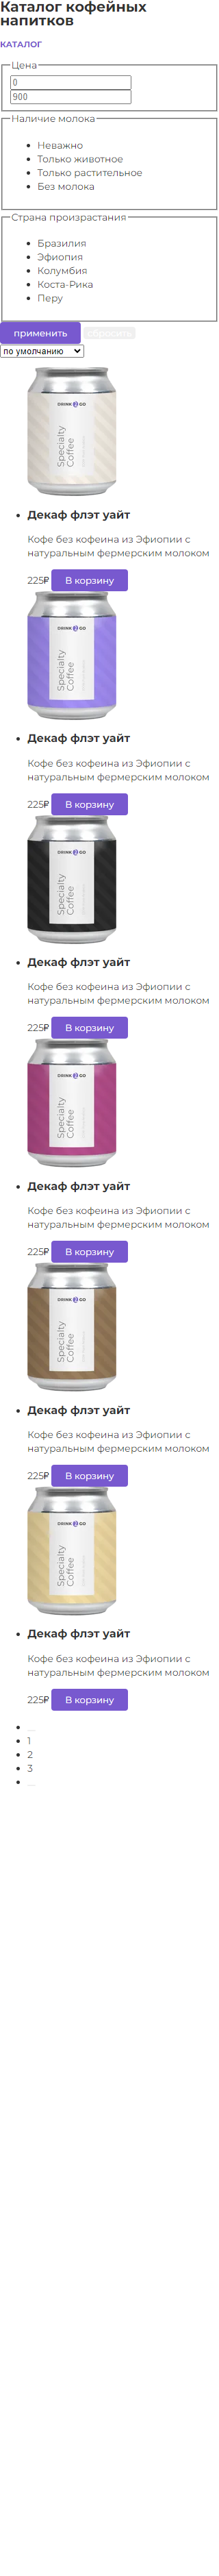 Каталог кофейных
напитков
КАТАЛОГ
Цена
0
900
Наличие молока
Неважно
Только животное
Только растительное
Без молока
Страна произрастания
Бразилия
Эфиопия
Колумбия
Коста-Рика
Перу
применить сбросить
по умолчанию
DRINK 2 GO
Specialty
Coffee
Декаф флэт уайт
Кофе без кофеина из Эфиопии с
натуральным фермерским молоком
225₽ В корзину
DRINK 2 GO
Specialty
Coffee
Декаф флэт уайт
Кофе без кофеина из Эфиопии с
натуральным фермерским молоком
225₽ В корзину
DRINK 2 GO
Specialty
Coffee
Декаф флэт уайт
Кофе без кофеина из Эфиопии с
натуральным фермерским молоком
225₽ В корзину
DRINK 2 GO
Specialty
Coffee
Декаф флэт уайт
Кофе без кофеина из Эфиопии с
натуральным фермерским молоком
225₽ В корзину
DRINK 2 GO
Specialty
Coffee
Декаф флэт уайт
Кофе без кофеина из Эфиопии с
натуральным фермерским молоком
225₽ В корзину
DRINK 2 GO
Specialty
Coffee
Декаф флэт уайт
Кофе без кофеина из Эфиопии с
натуральным фермерским молоком
225₽ В корзину
1
2
3